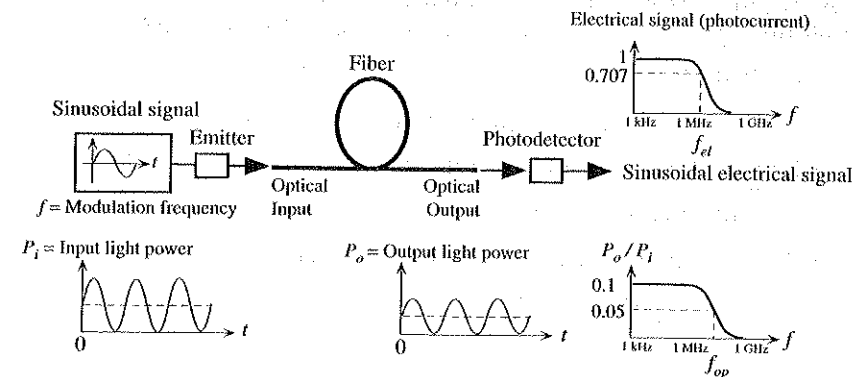 Electrical signal (photocurrent)
1
0.707
1 kHz 1 MHz 1 GHz f
f_el
Fiber
Sinusoidal signal
t
Emitter
Photodetector
Sinusoidal electrical signal
Optical Input
Optical Output
f = Modulation frequency
P_i = Input light power
0
t
P_o = Output light power
0
t
P_o / P_i
0.1
0.05
1 kHz 1 MHz 1 GHz f
f_op